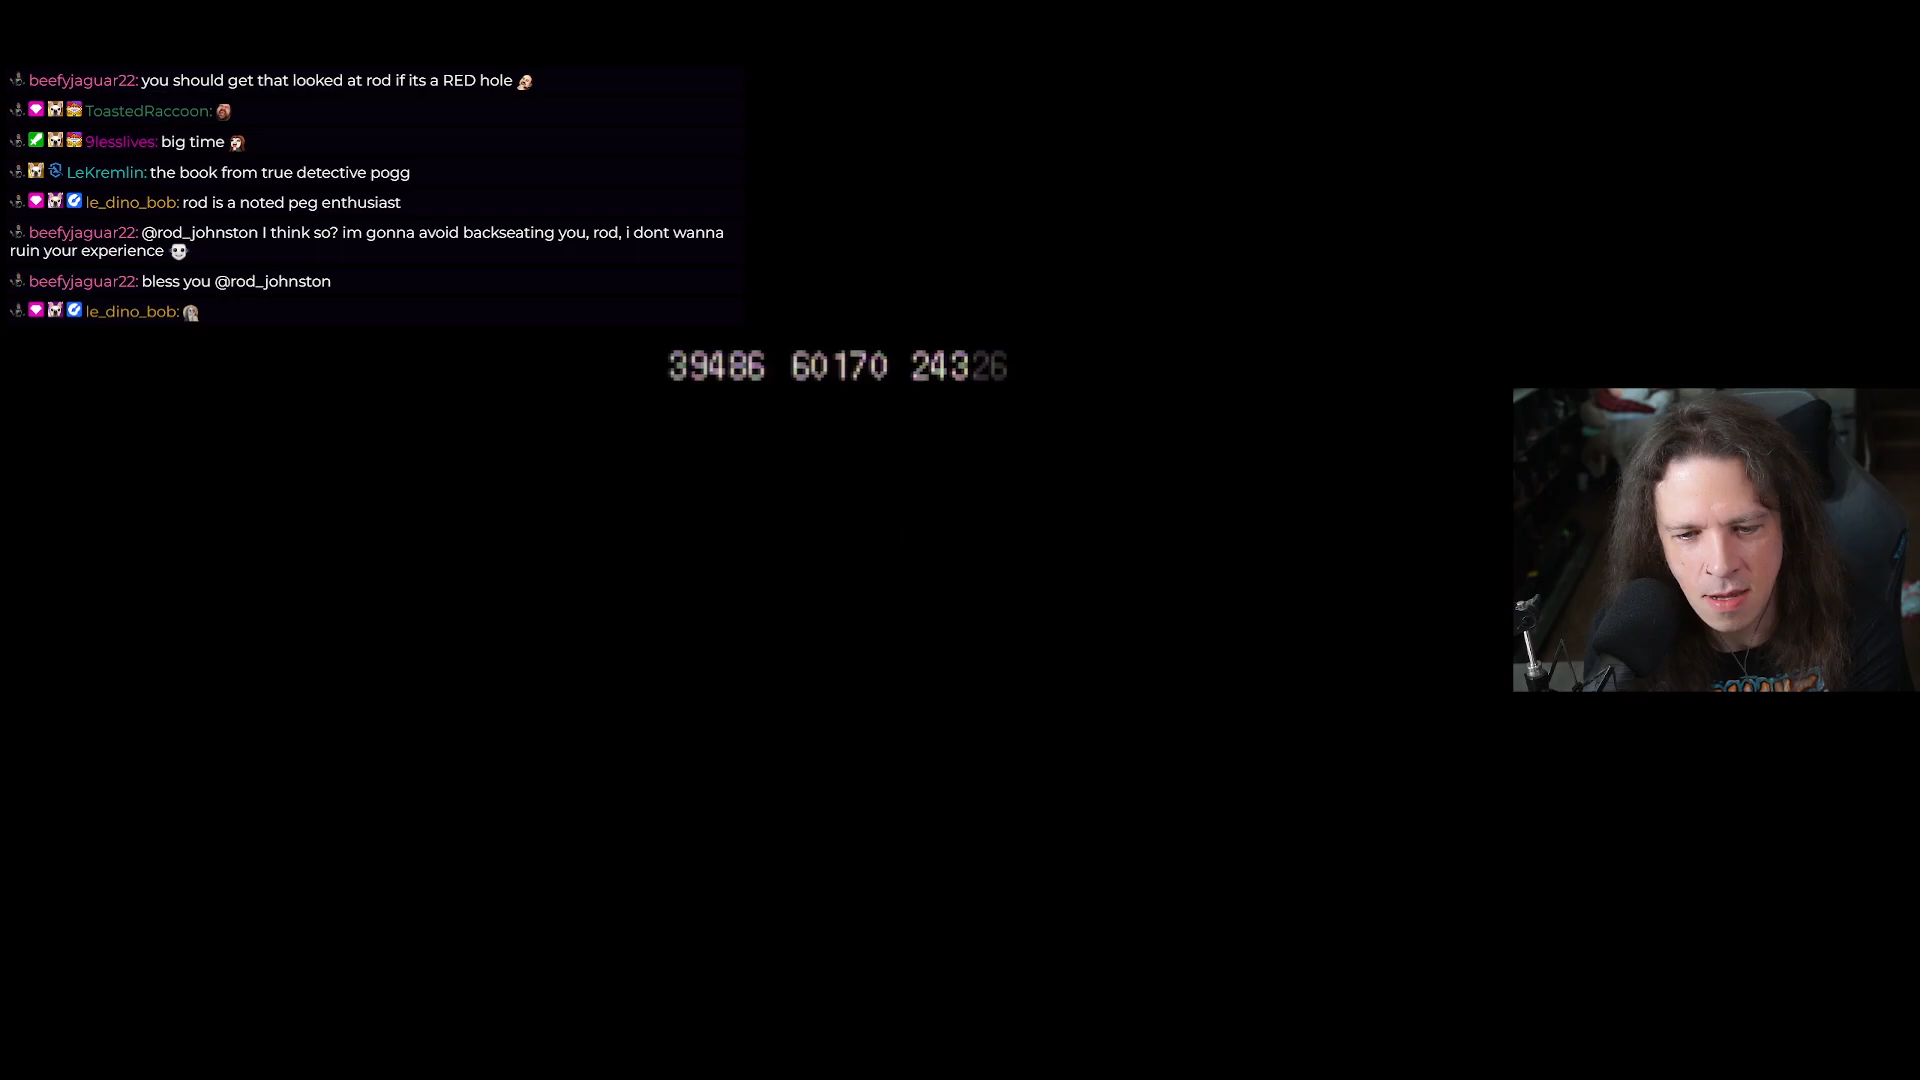 beefyjaguar22: you should get that looked at rod if its a RED hole
ToastedRaccoon:
9lesslives: big time
LeKremlin: the book from true detective pogg
le_dino_bob: rod is a noted peg enthusiast
beefyjaguar22: @rod_johnston I think so? im gonna avoid backseating you, rod, i dont wanna
ruin your experience
beefyjaguar22: bless you @rod_johnston
le_dino_bob:
39486 60170 24326